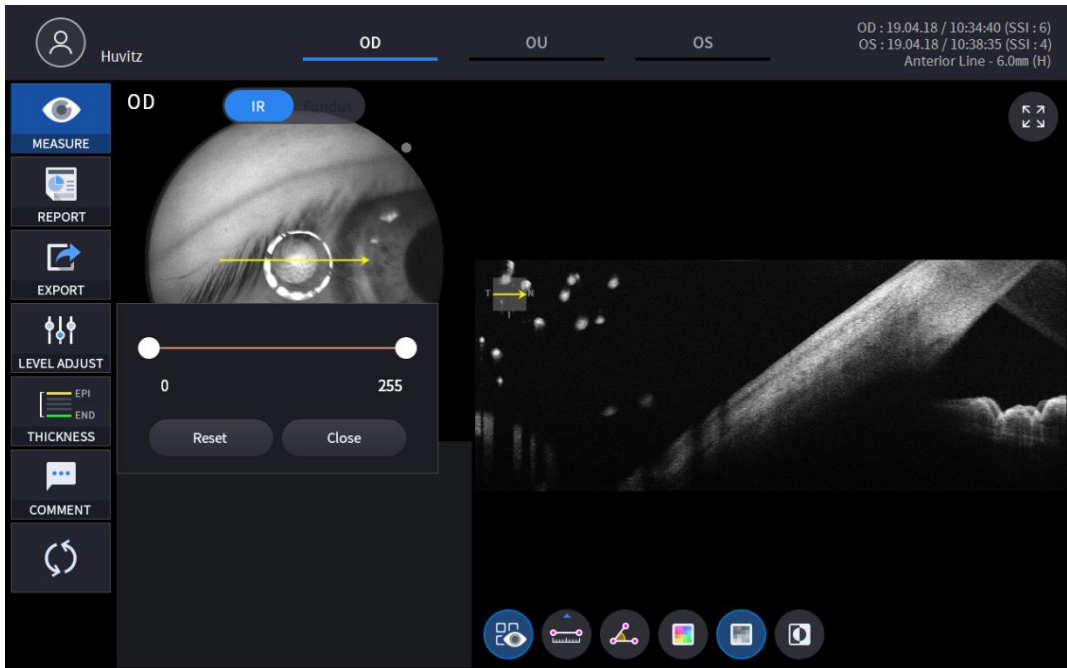 Huvitz
OD
OU
OS
OD : 19.04.18 / 10:34:40 (SSI : 6)
OS : 19.04.18 / 10:38:35 (SSI : 4)
Anterior Line - 6.0mm (H)
MEASURE
REPORT
EXPORT
LEVEL ADJUST
EPI
END
THICKNESS
COMMENT
OD
IR
Fundus
0
255
Reset
Close
T
N
I